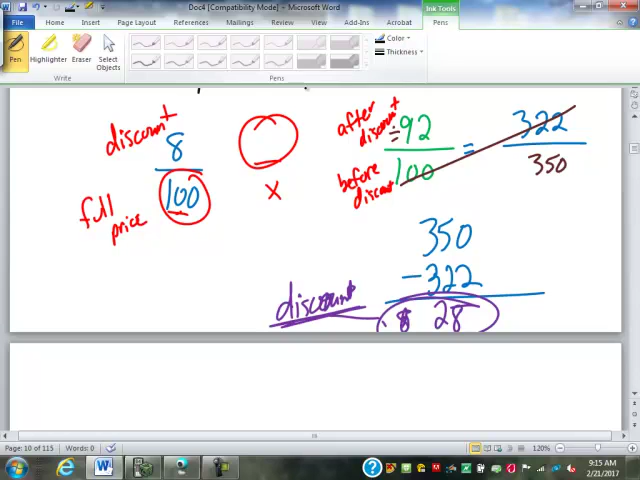 Doc4 [Compatibility Mode] - Microsoft Word
Ink Tools
File Home Insert Page Layout References Mailings Review View Add-Ins Acrobat Pens
Pen Highlighter Eraser Select Objects
Color
Thickness
Write
Pens
discount
8
100
full price
x
after discount
÷92
100
before discount
=
322
350
350
-322
discount
$ 28
Page: 10 of 115 Words: 0
120%
9:15 AM
2/21/2017